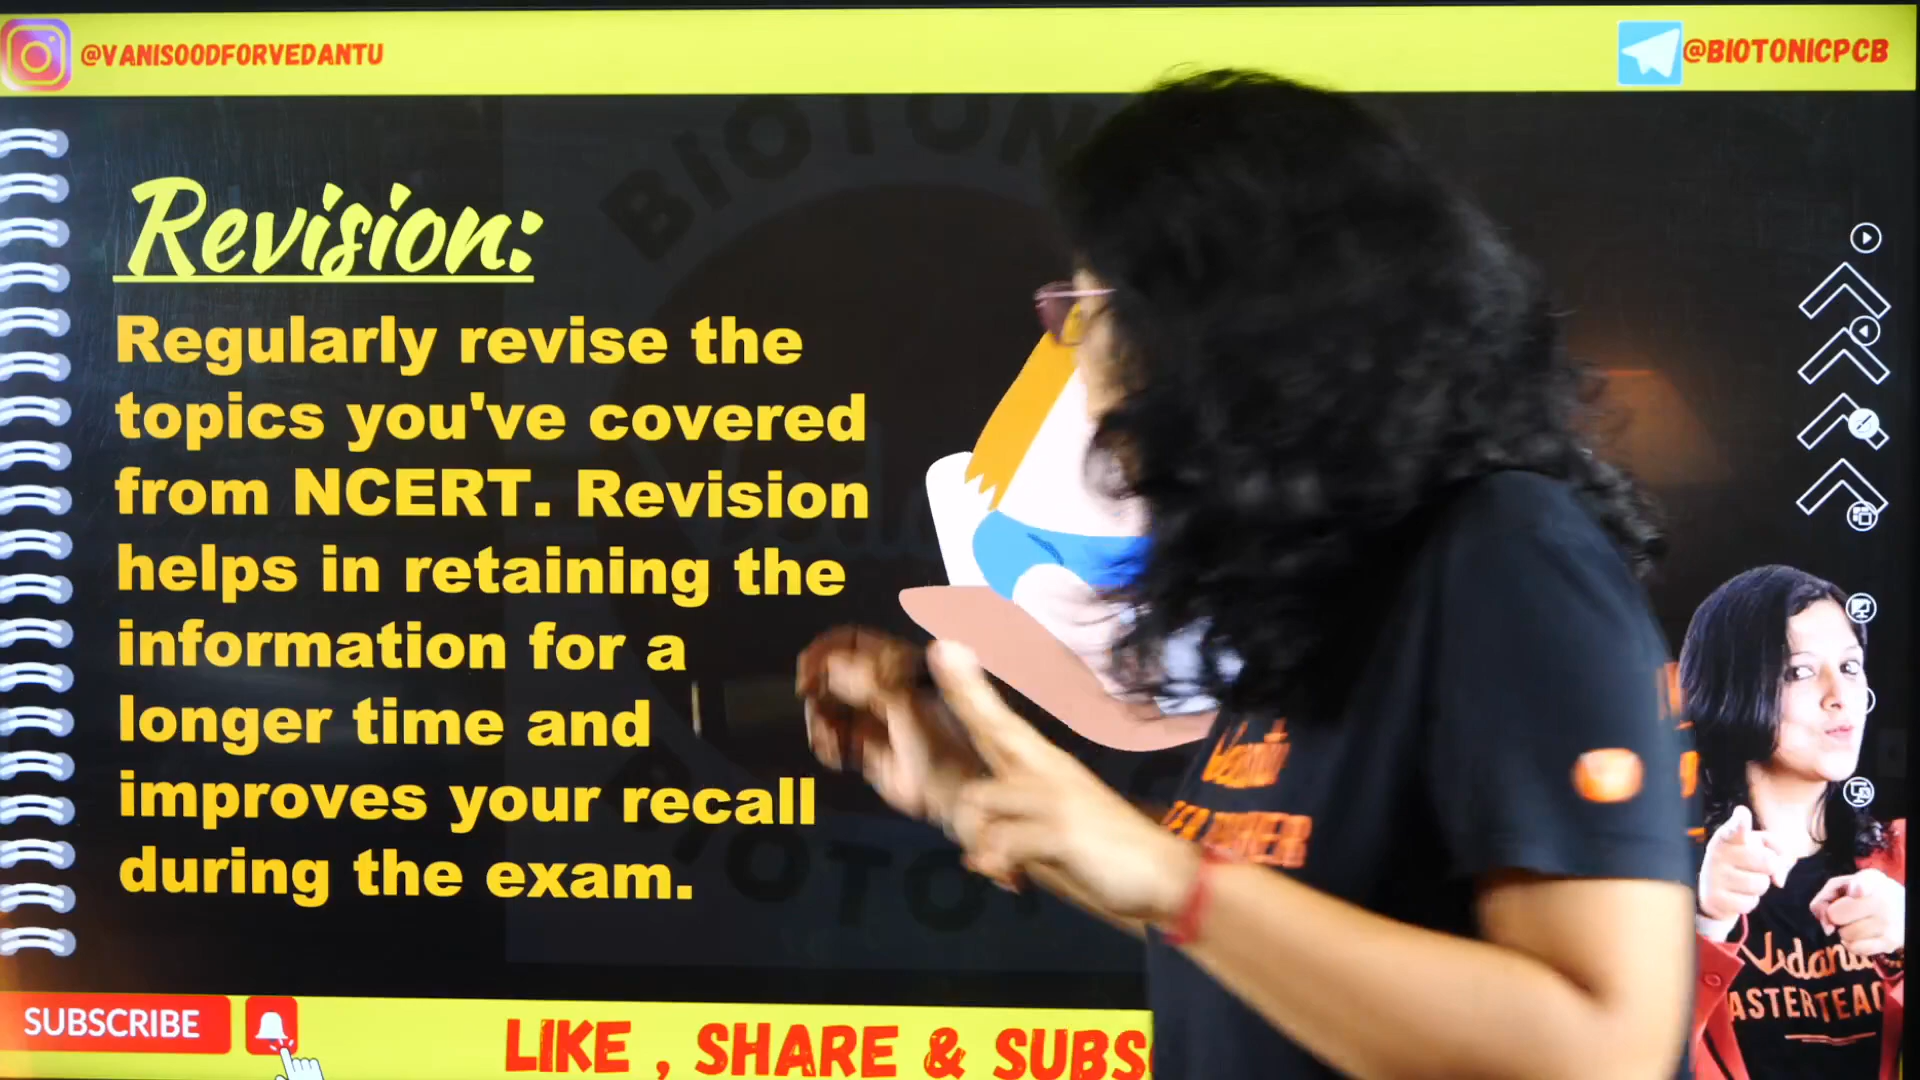 @VANISOODFORVEDANTU
@BIOTONICPCB
Revision:
Regularly revise the
topics you've covered
from NCERT. Revision
helps in retaining the
information for a
longer time and
improves your recall
during the exam.
SUBSCRIBE
LIKE , SHARE & SUBS